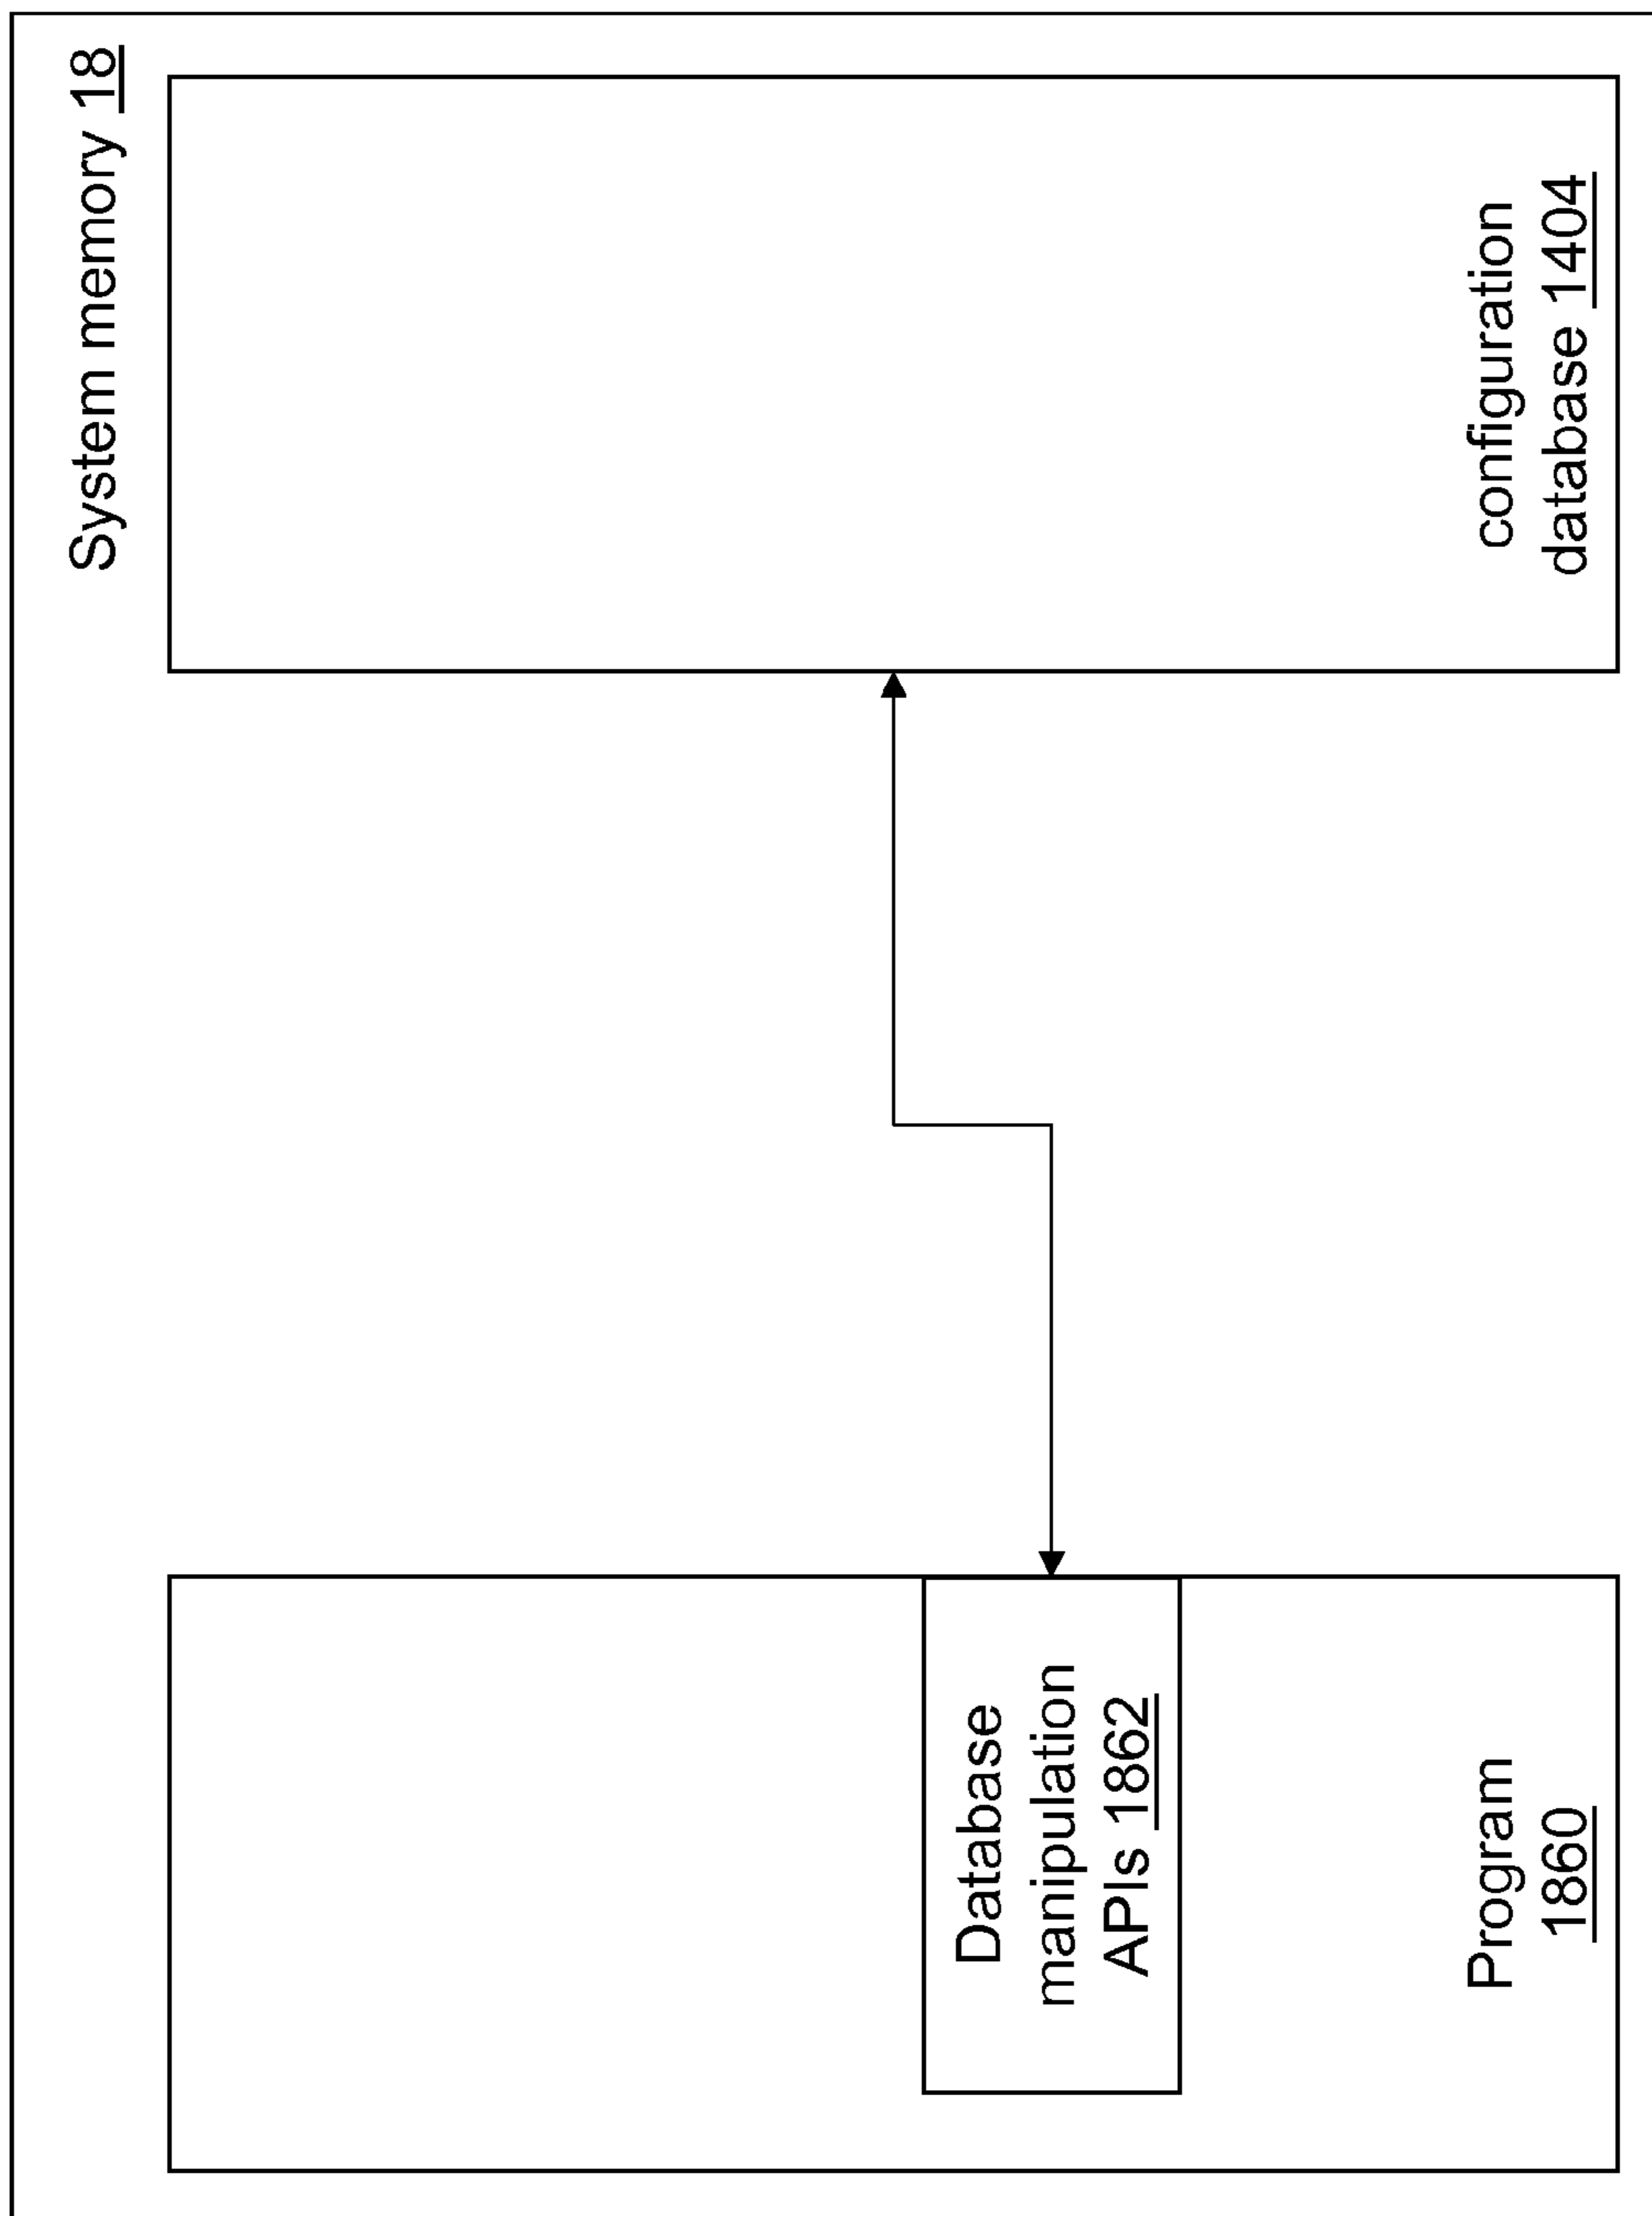 System memory 18
Database
manipulation
APIs 1862
Program
1860
configuration
database 1404